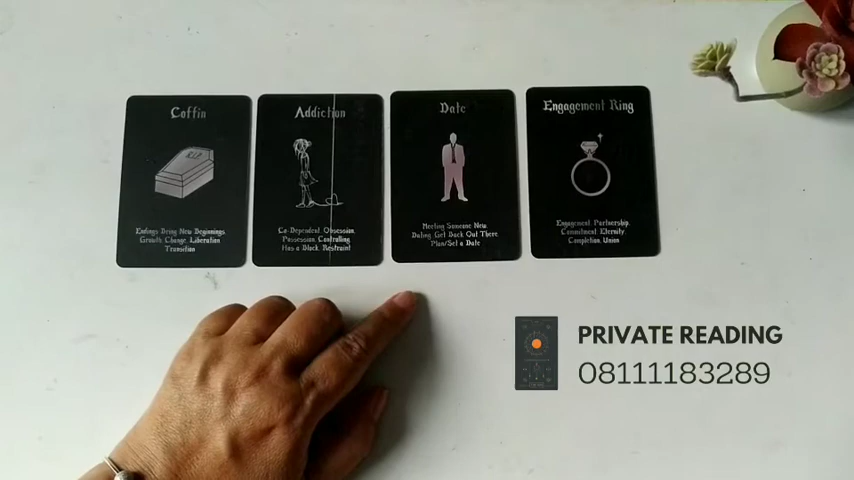 Coffin
R.I.P
Endings Bring New Beginnings
Growth, Change, Liberation
Transition
Addiction
Co-Dependent, Obsession,
Possession, Controlling
Has a Block, Restraint
Date
Meeting Someone New,
Dating, Get Back Out There
Plan/Set a Date
Engagement Ring
Engagement, Partnership,
Commitment, Eternity,
Completion, Union
PRIVATE READING
08111183289